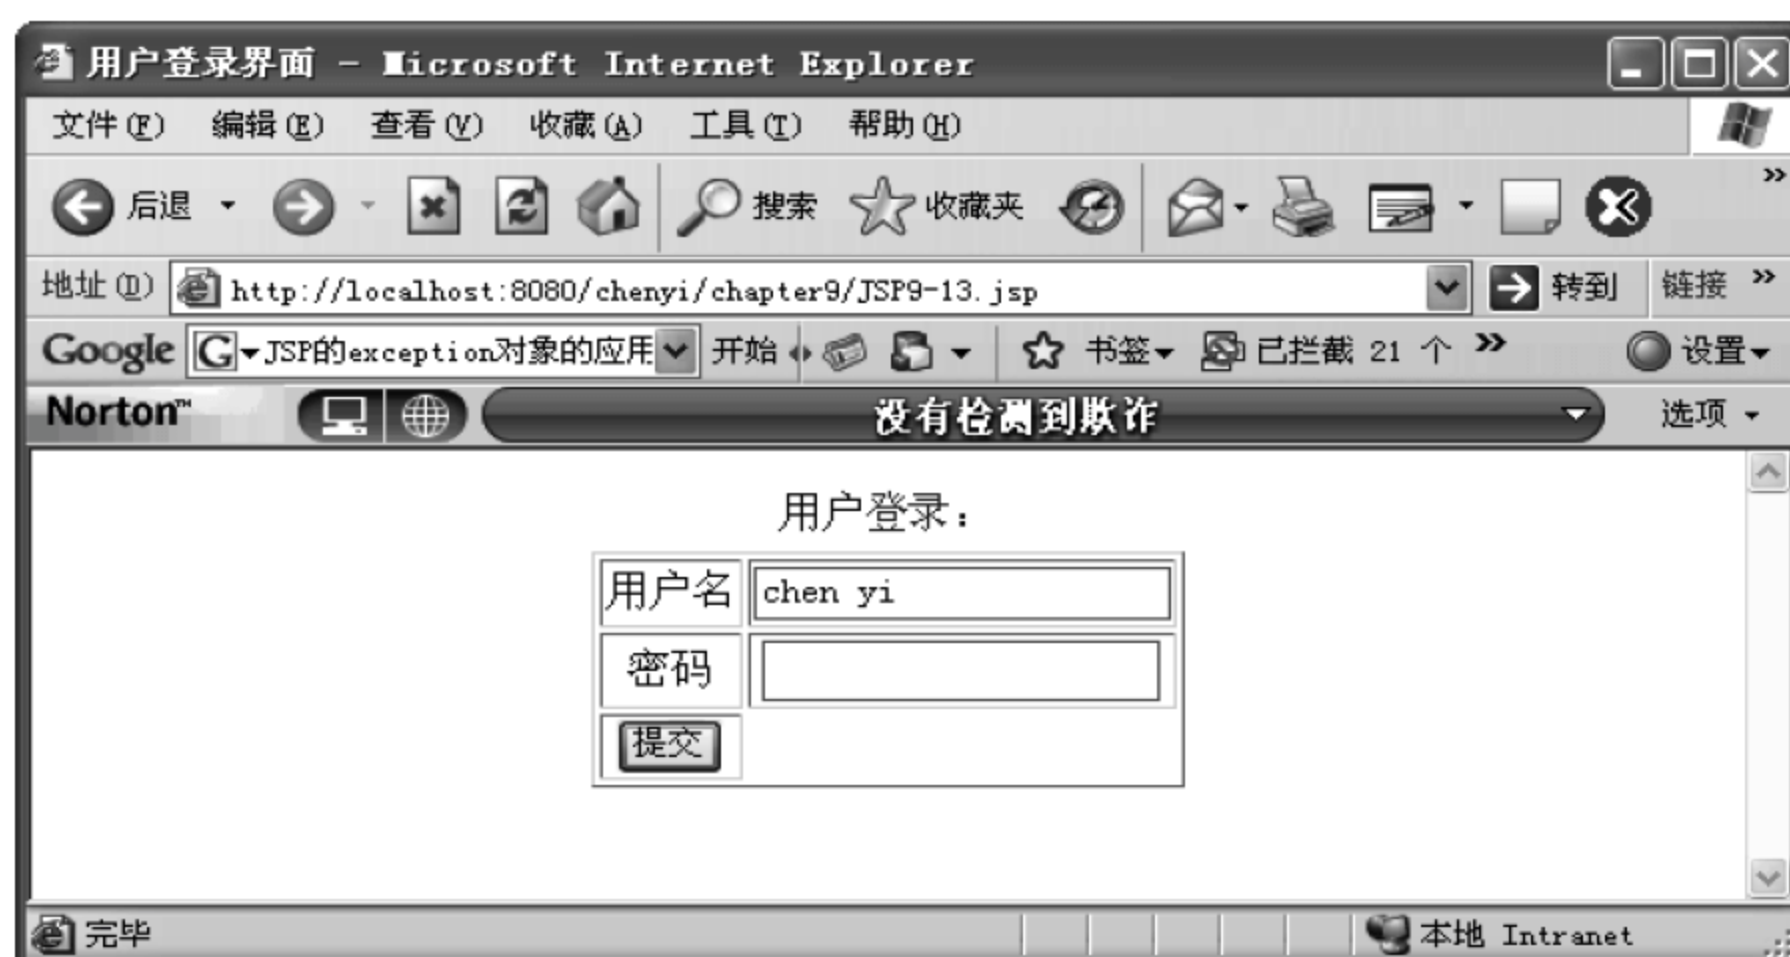 用户登录界面 - Microsoft Internet Explorer
文件(F) 编辑(E) 查看(V) 收藏(A) 工具(T) 帮助(H)
后退 搜索 收藏夹 »
地址(D) http://localhost:8080/chenyi/chapter9/JSP9-13.jsp 转到 链接 »
Google G JSP的exception对象的应用 开始 书签 已拦截 21 个 » 设置
Norton™ 没有检测到欺诈 选项
用户登录：
用户名 chen yi
密码
提交
完毕 本地 Intranet